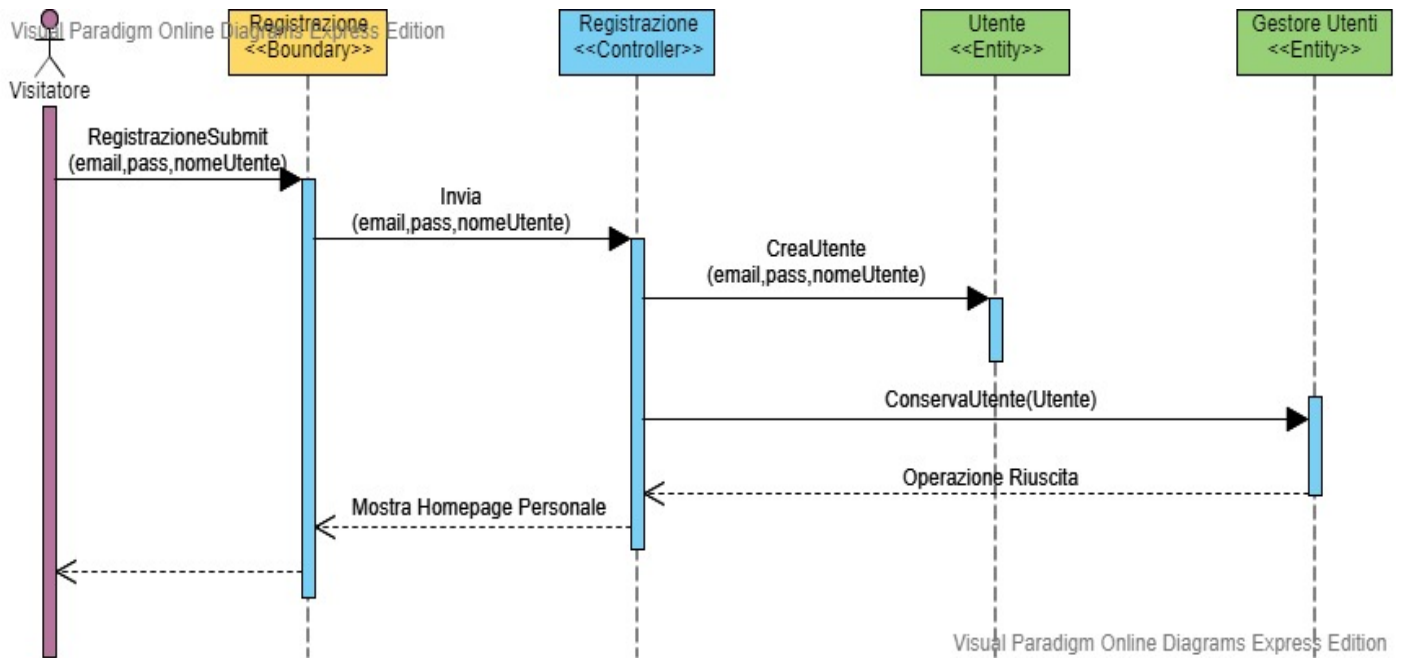 Visual Paradigm Online Diagrams Express Edition
Visitatore
Registrazione
<<Boundary>>
Registrazione
<<Controller>>
Utente
<<Entity>>
Gestore Utenti
<<Entity>>
RegistrazioneSubmit
(email,pass,nomeUtente)
Invia
(email,pass,nomeUtente)
CreaUtente
(email,pass,nomeUtente)
ConservaUtente(Utente)
Operazione Riuscita
Mostra Homepage Personale
Visual Paradigm Online Diagrams Express Edition